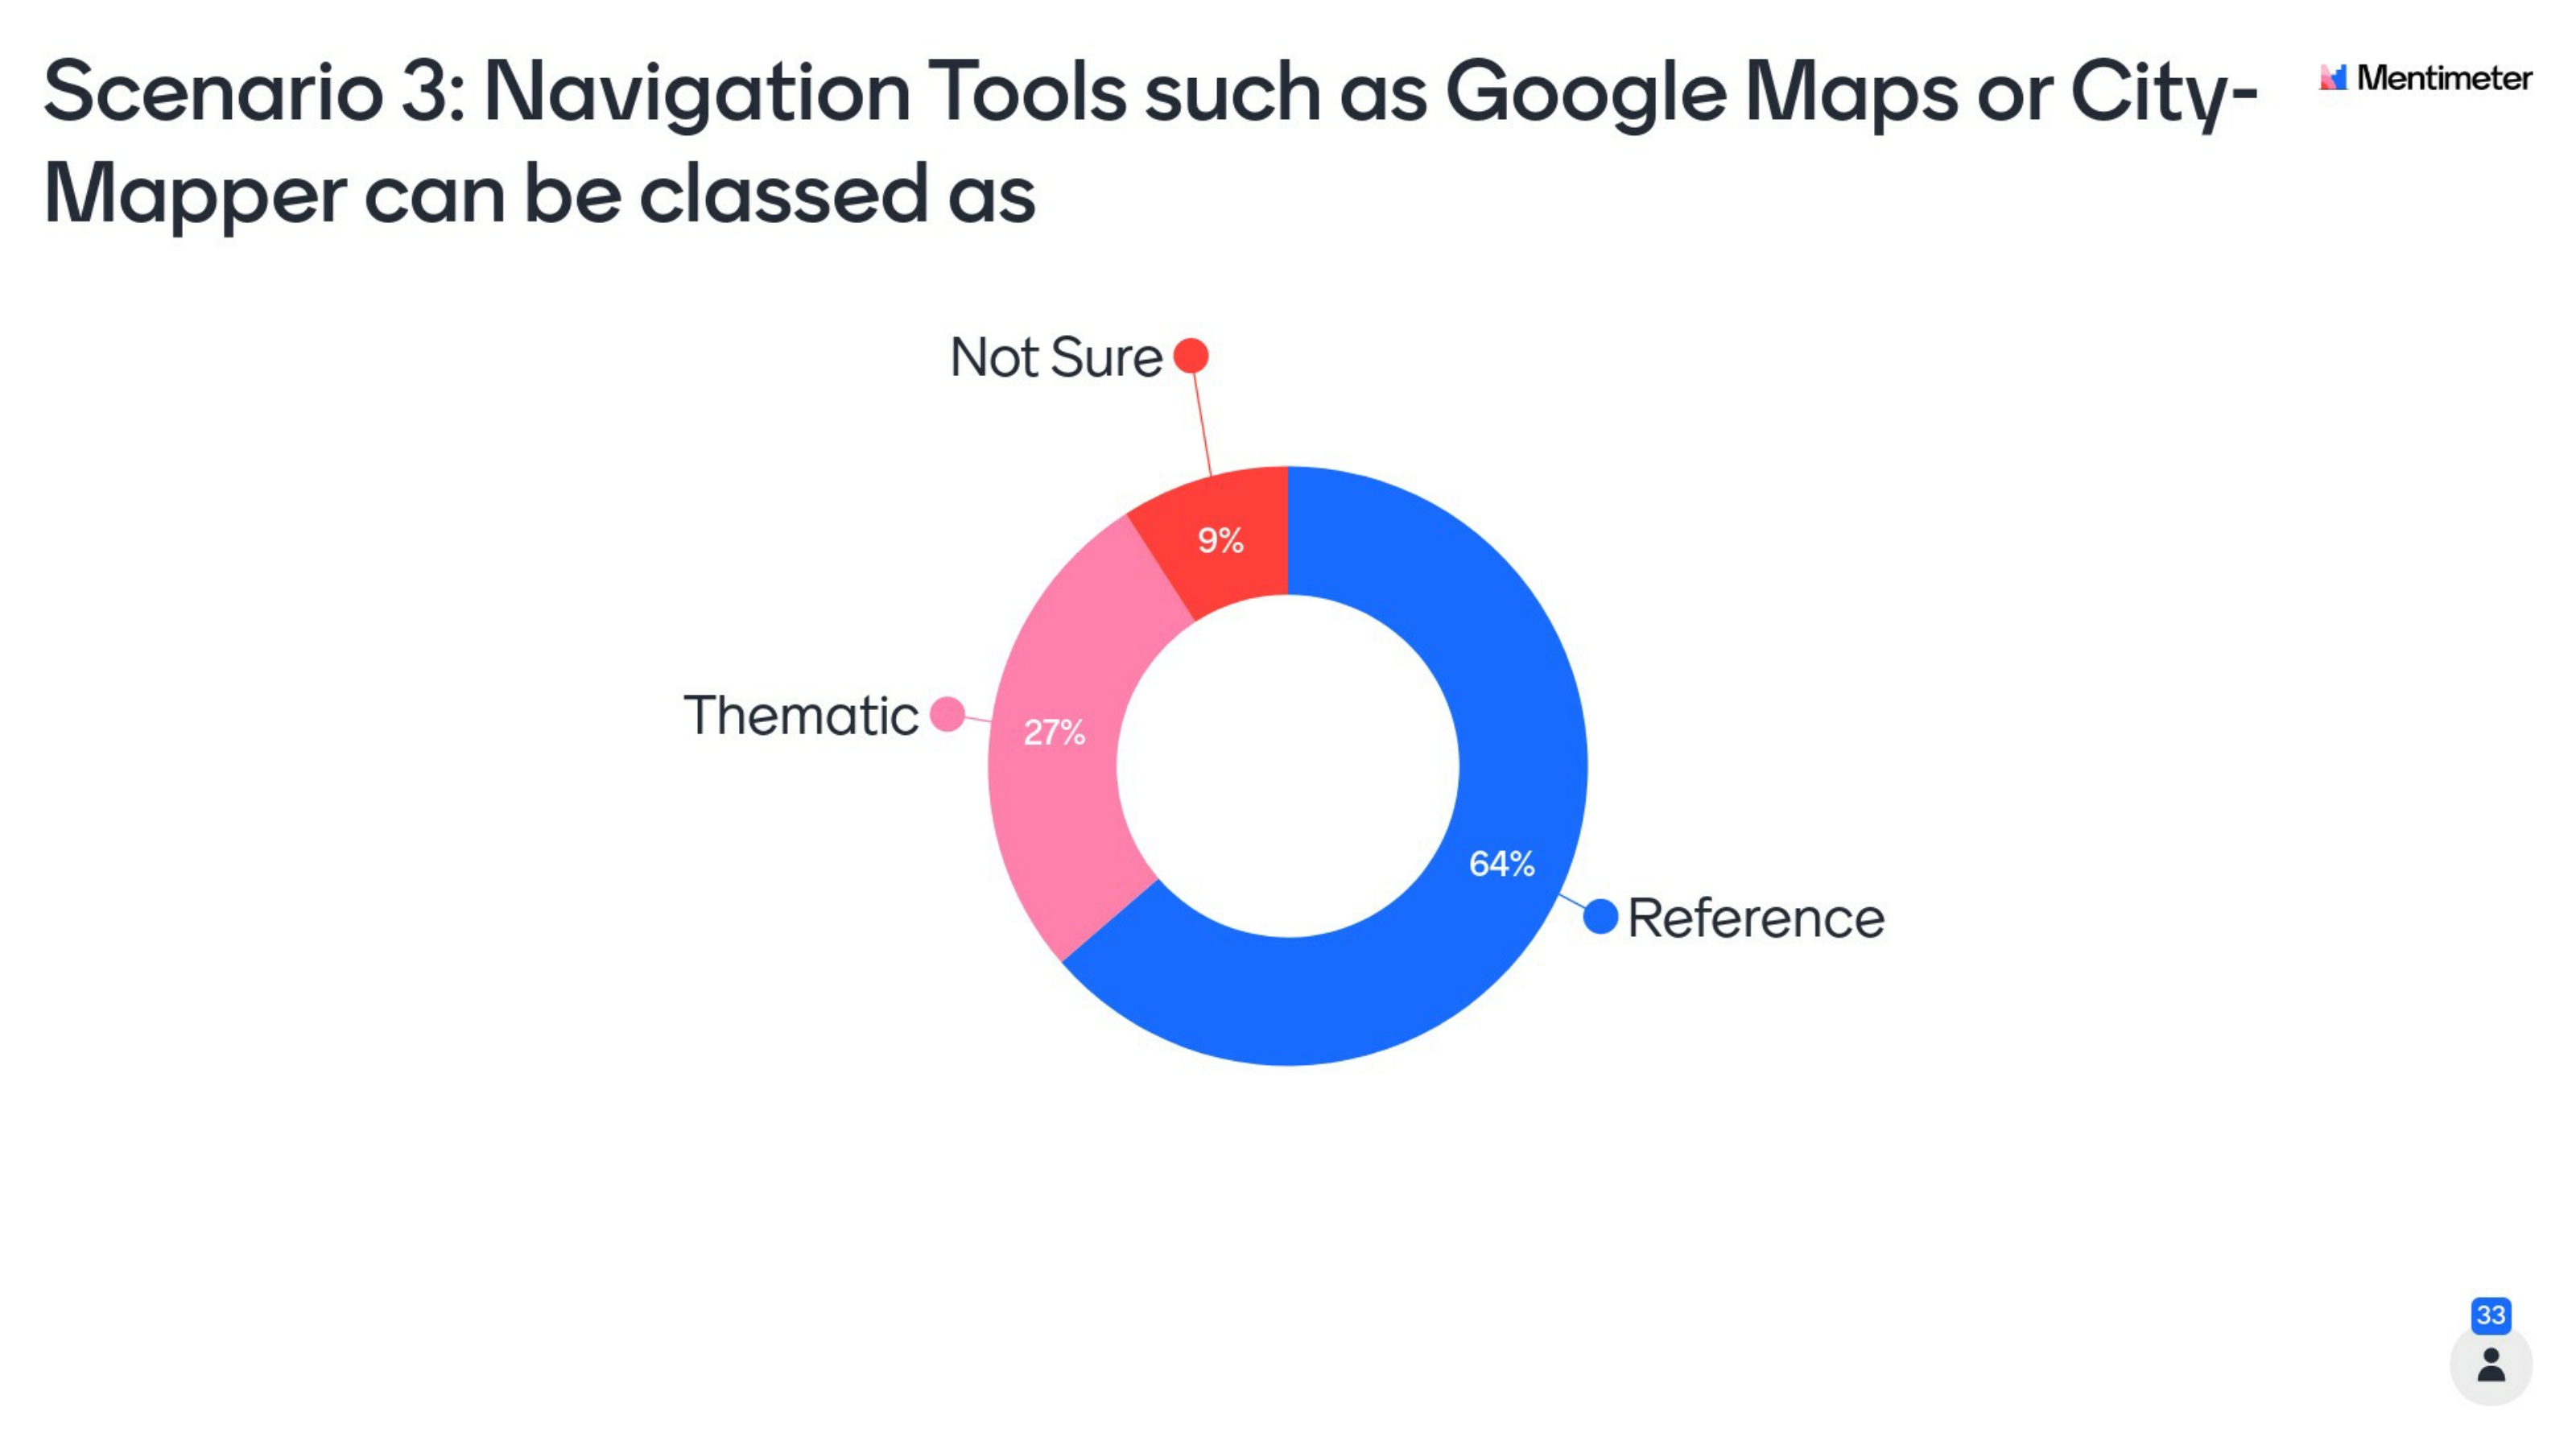 Scenario 3: Navigation Tools such as Google Maps or City-
Mapper can be classed as
Mentimeter
Not Sure
9%
Thematic
27%
64%
Reference
33